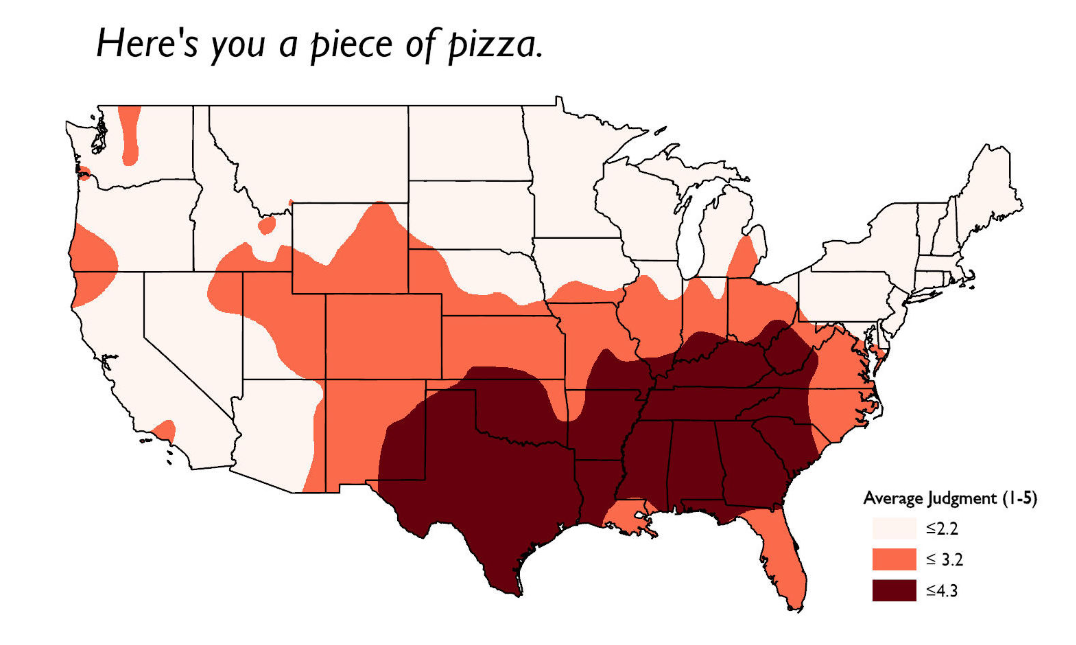 Here's you a piece of pizza.
Average Judgment (1-5)
≤2.2
≤ 3.2
≤4.3